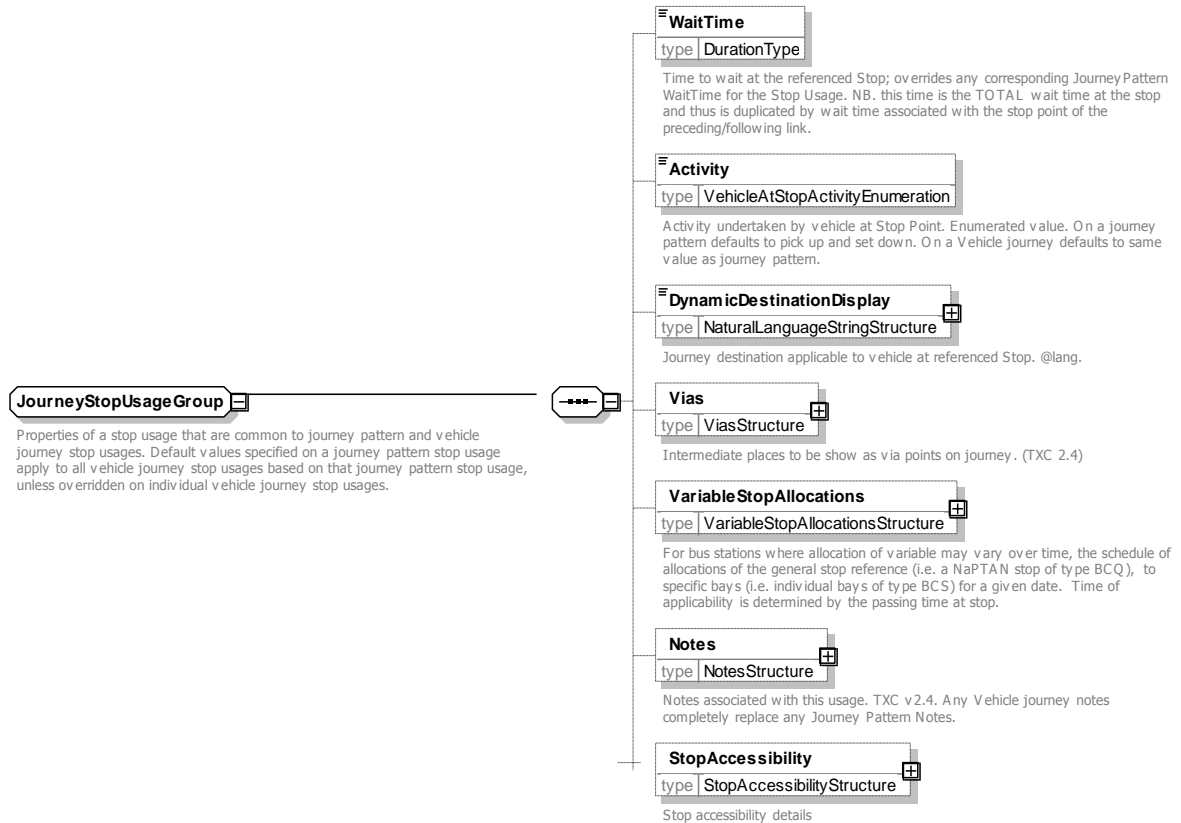 WaitTime
type DurationType
Time to wait at the referenced Stop; overrides any corresponding JourneyPattern
WaitTime for the Stop Usage. NB. this time is the TOTAL wait time at the stop
and thus is duplicated by wait time associated with the stop point of the
preceding/following link.
Activity
type VehicleAtStopActivityEnumeration
Activity undertaken by vehicle at Stop Point. Enumerated value. On a journey
pattern defaults to pick up and set down. On a Vehicle journey defaults to same
value as journey pattern.
DynamicDestinationDisplay
type NaturalLanguageStringStructure
Journey destination applicable to vehicle at referenced Stop. @lang.
JourneyStopUsageGroup
Properties of a stop usage that are common to journey pattern and vehicle
journey stop usages. Default values specified on a journey pattern stop usage
apply to all vehicle journey stop usages based on that journey pattern stop usage,
unless overridden on individual vehicle journey stop usages.
Vias
type ViasStructure
Intermediate places to be show as via points on journey. (TXC 2.4)
VariableStopAllocations
type VariableStopAllocationsStructure
For bus stations where allocation of variable may vary over time, the schedule of
allocations of the general stop reference (i.e. a NaPTAN stop of type BCQ), to
specific bays (i.e. individual bays of type BCS) for a given date. Time of
applicability is determined by the passing time at stop.
Notes
type NotesStructure
Notes associated with this usage. TXC v2.4. Any Vehicle journey notes
completely replace any Journey Pattern Notes.
StopAccessibility
type StopAccessibilityStructure
Stop accessibility details